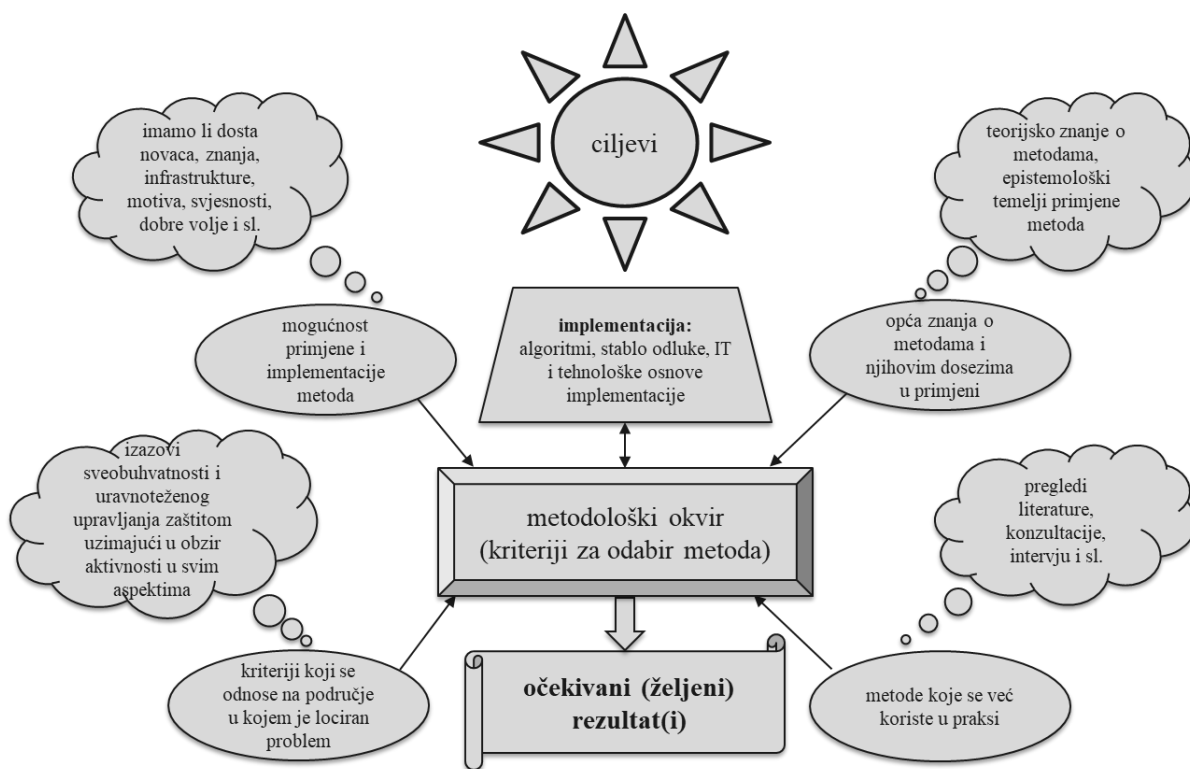 ciljevi
imamo li dosta
novaca, znanja,
infrastrukture,
motiva, svjesnosti,
dobre volje i sl.
teorijsko znanje o
metodama,
epistemološki
temelji primjene
metoda
mogućnost
primjene i
implementacije
metoda
implementacija:
algoritmi, stablo odluke, IT
i tehnološke osnove
implementacije
opća znanja o
metodama i
njihovim dosezima
u primjeni
izazovi
sveobuhvatnosti i
uravnoteženog
upravljanja zaštitom
uzimajući u obzir
aktivnosti u svim
aspektima
metodološki okvir
(kriteriji za odabir metoda)
pregledi
literature,
konzultacije,
intervju i sl.
kriteriji koji se
odnose na područje
u kojem je lociran
problem
očekivani (željeni)
rezultat(i)
metode koje se već
koriste u praksi